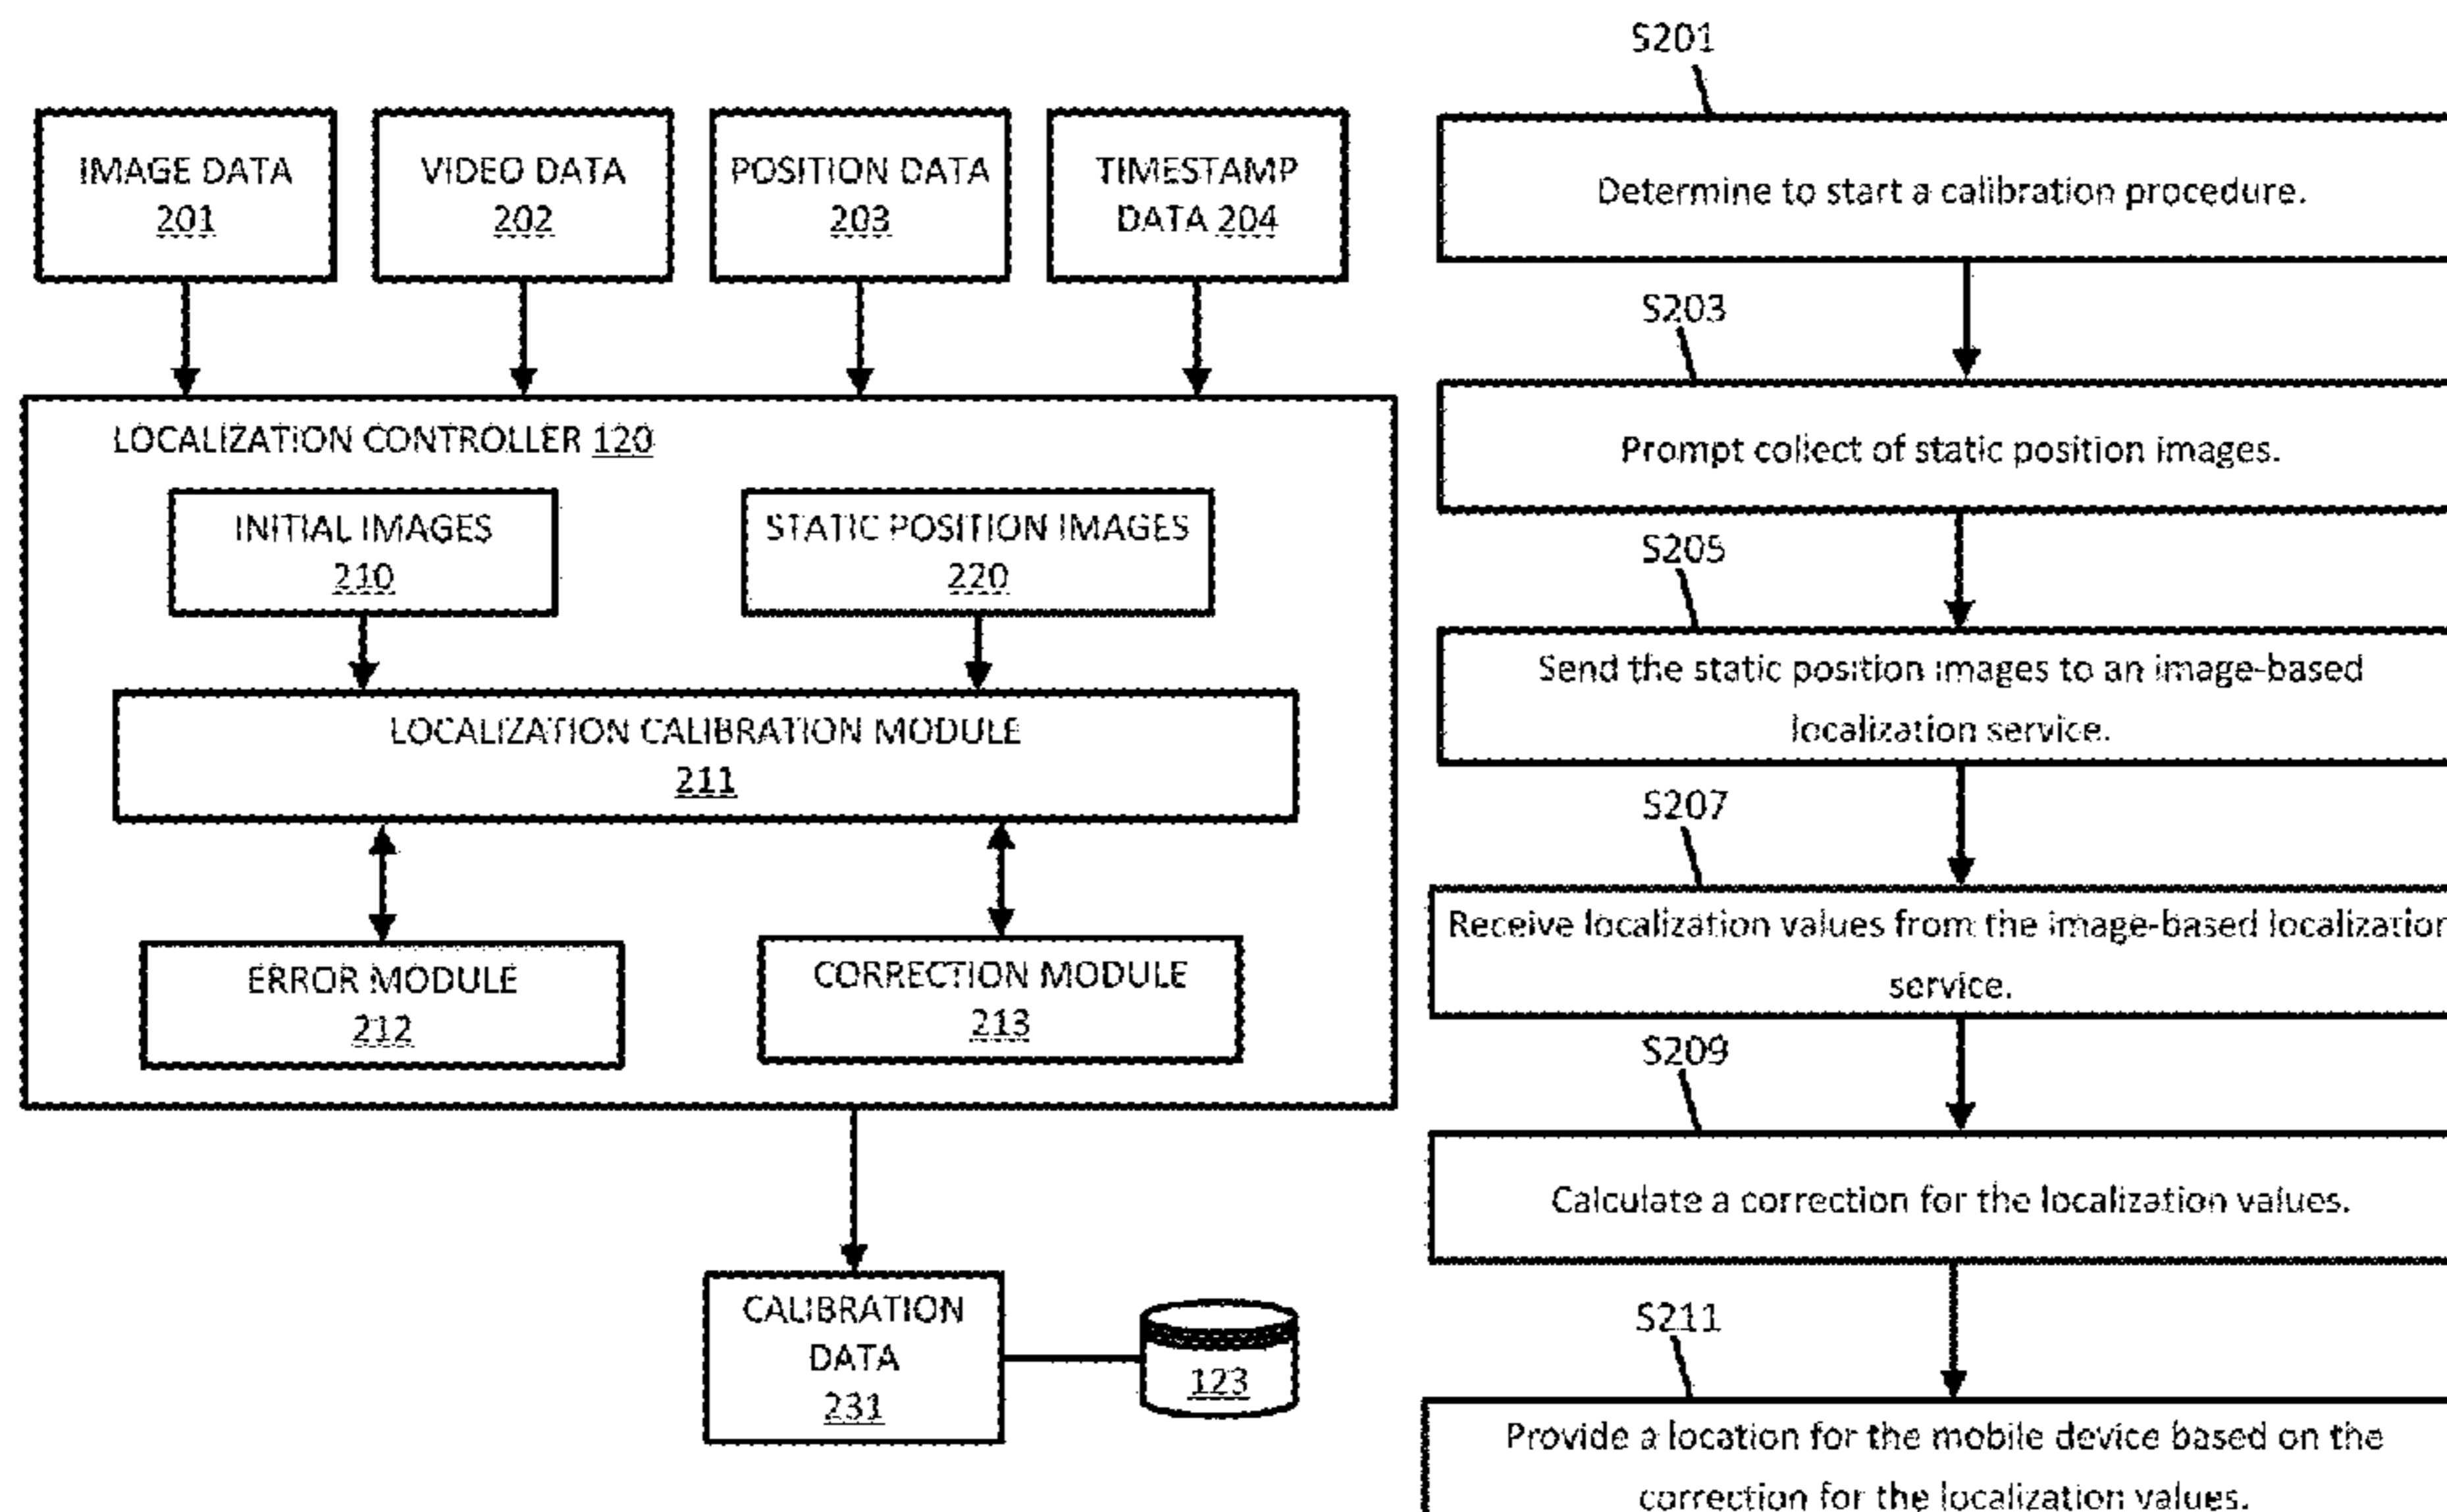 IMAGE DATA
201
VIDEO DATA
202
POSITION DATA
203
TIMESTAMP
DATA 204
LOCALIZATION CONTROLLER 120
INITIAL IMAGES
210
STATIC POSITION IMAGES
220
LOCALIZATION CALIBRATION MODULE
211
ERROR MODULE
212
CORRECTION MODULE
213
CALIBRATION
DATA
231
123
S201
Determine to start a calibration procedure.
S203
Prompt collect of static position images.
S205
Send the static position images to an image-based
localization service.
S207
Receive localization values from the image-based localization
service.
S209
Calculate a correction for the localization values.
S211
Provide a location for the mobile device based on the
correction for the localization values.